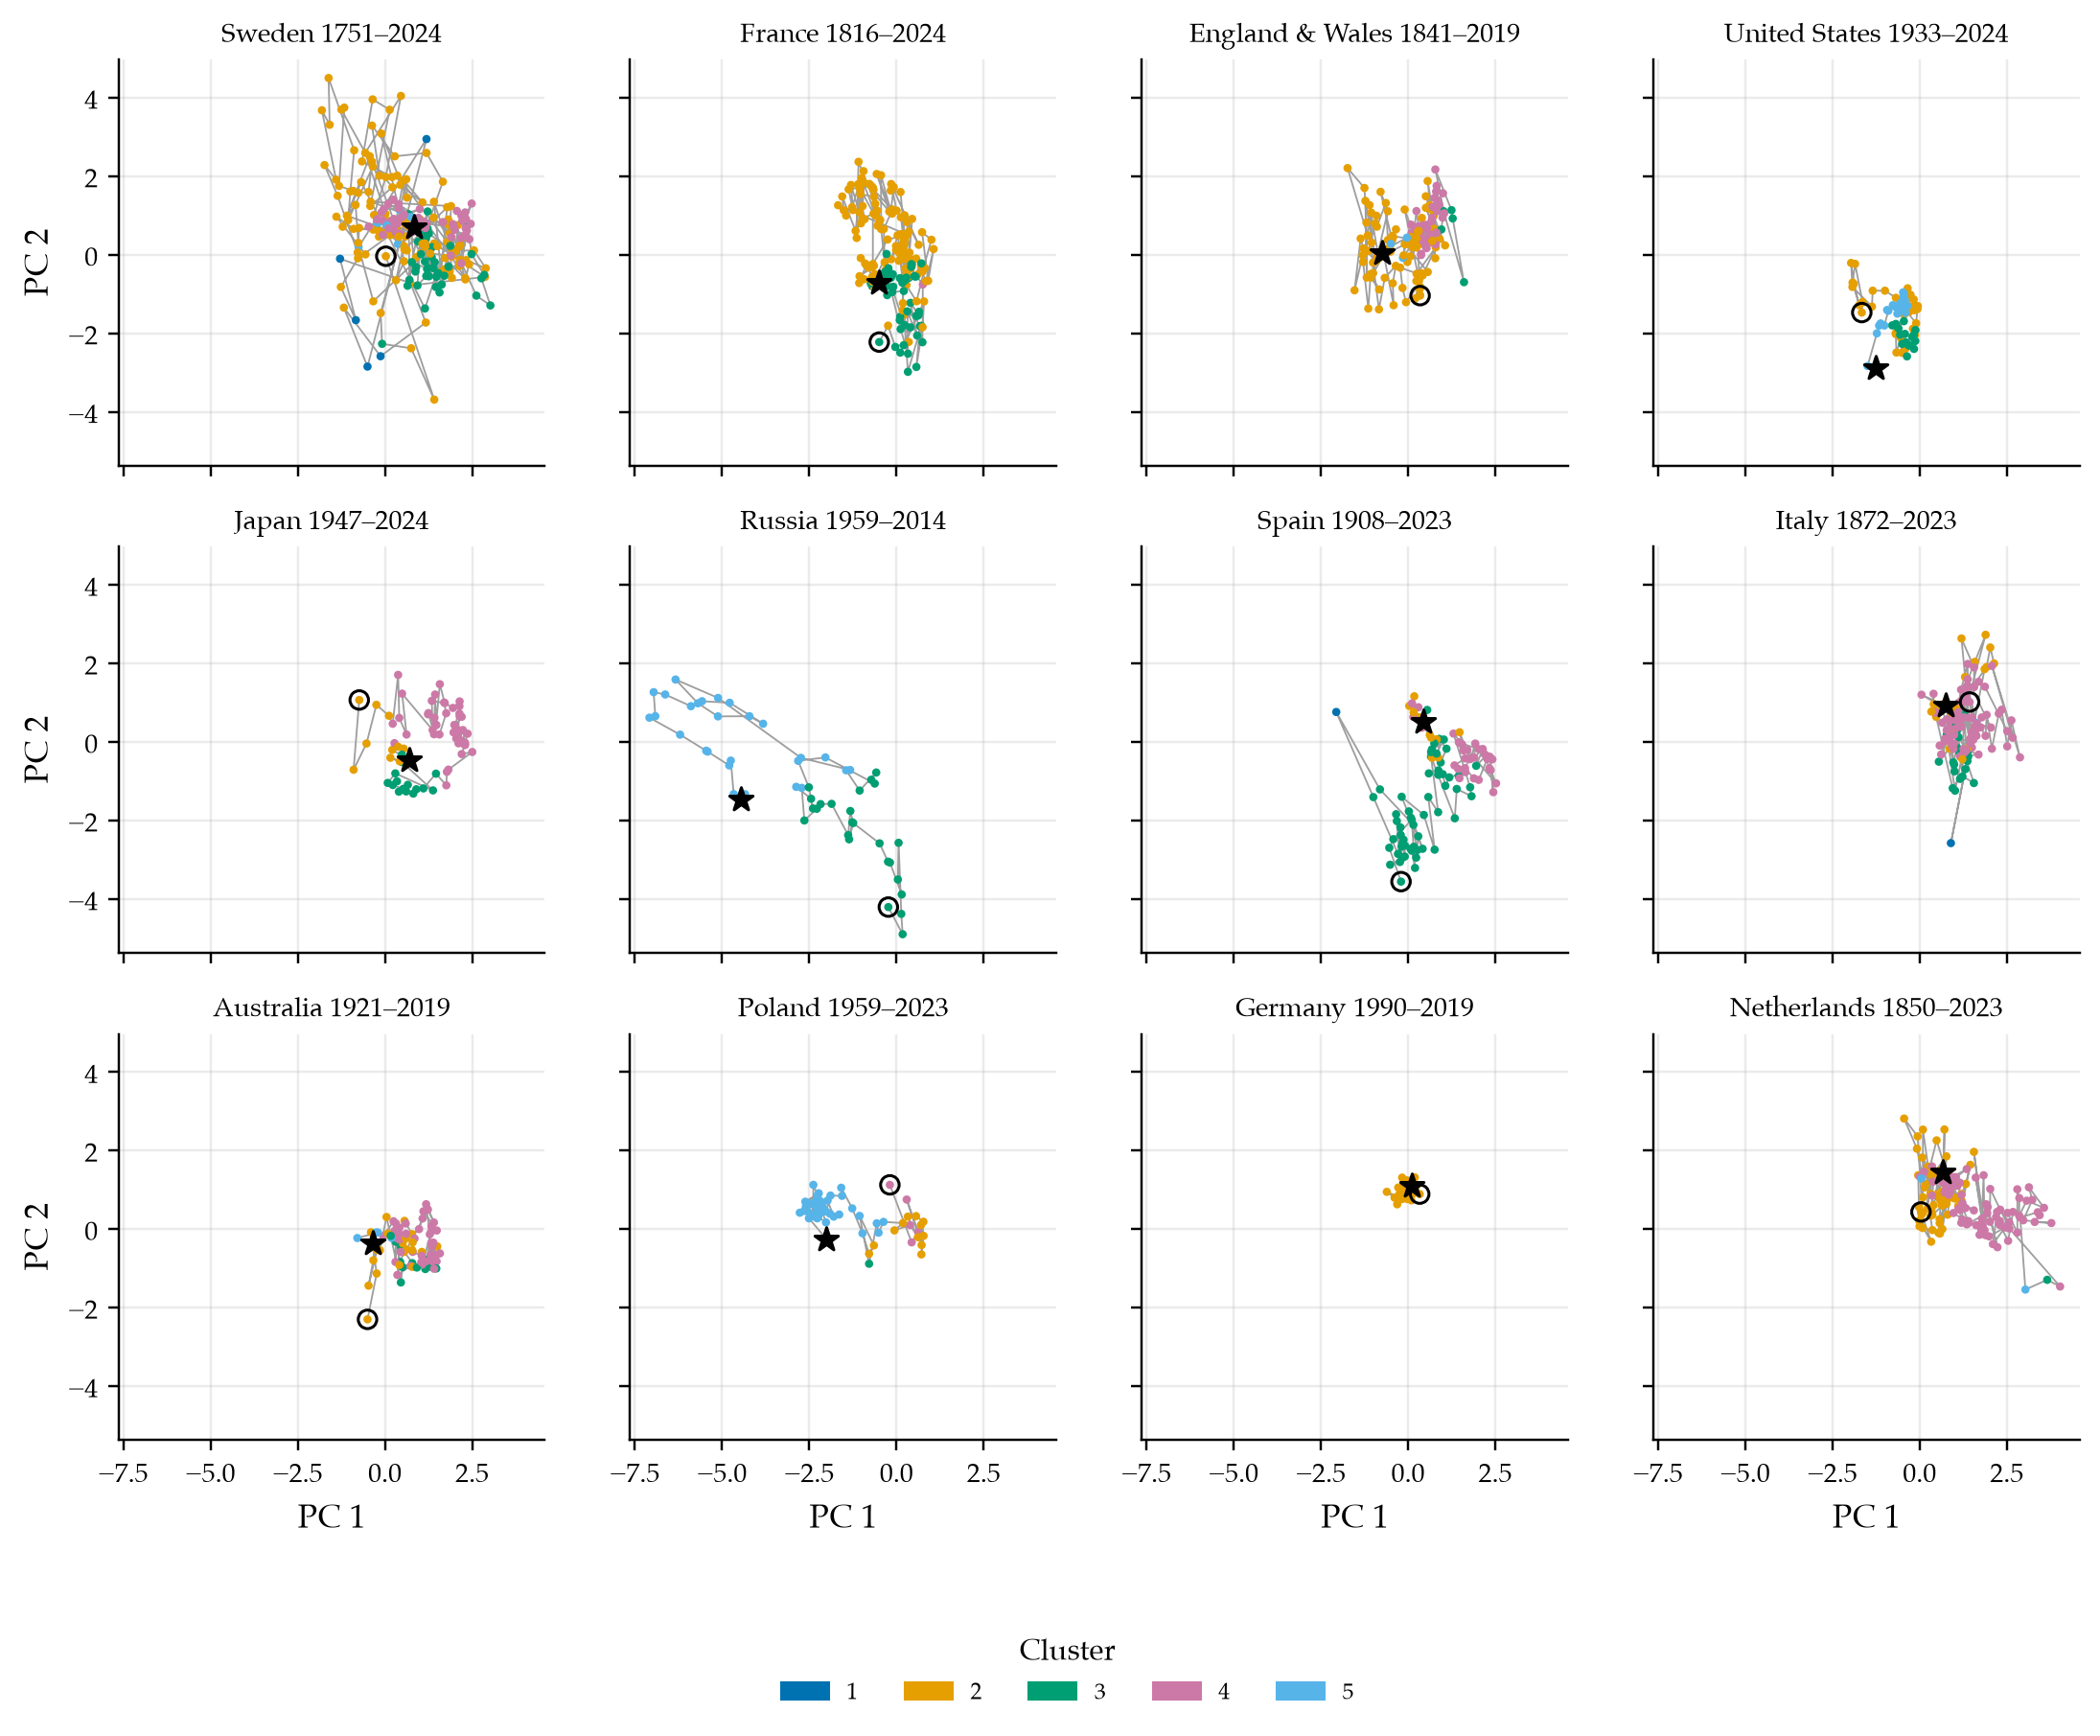 Sweden 1751–2024
France 1816–2024
England & Wales 1841–2019
United States 1933–2024
4
2
0
−2
−4
PC 2
Japan 1947–2024
Russia 1959–2014
Spain 1908–2023
Italy 1872–2023
4
2
0
−2
−4
PC 2
Australia 1921–2019
Poland 1959–2023
Germany 1990–2019
Netherlands 1850–2023
4
2
0
−2
−4
PC 2
−7.5 −5.0 −2.5 0.0 2.5
−7.5 −5.0 −2.5 0.0 2.5
−7.5 −5.0 −2.5 0.0 2.5
−7.5 −5.0 −2.5 0.0 2.5
PC 1
PC 1
PC 1
PC 1
Cluster
1 2 3 4 5